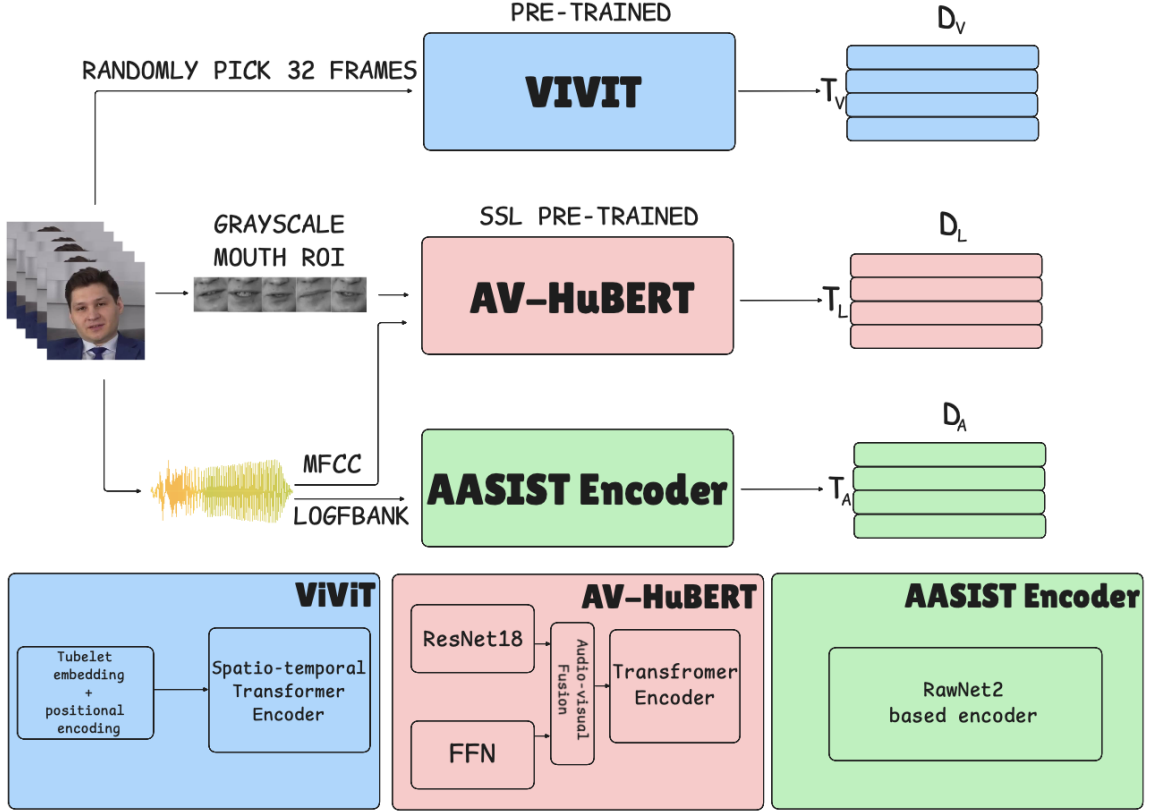 PRE-TRAINED
RANDOMLY PICK 32 FRAMES
VIVIT
D_V
T_V
GRAYSCALE
MOUTH ROI
SSL PRE-TRAINED
AV-HuBERT
D_L
T_L
MFCC
LOGFBANK
AASIST Encoder
D_A
T_A
ViViT
Tubelet
embedding
+
positional
encoding
Spatio-temporal
Transformer
Encoder
AV-HuBERT
ResNet18
FFN
Audio-visual
Fusion
Transfromer
Encoder
AASIST Encoder
RawNet2
based encoder